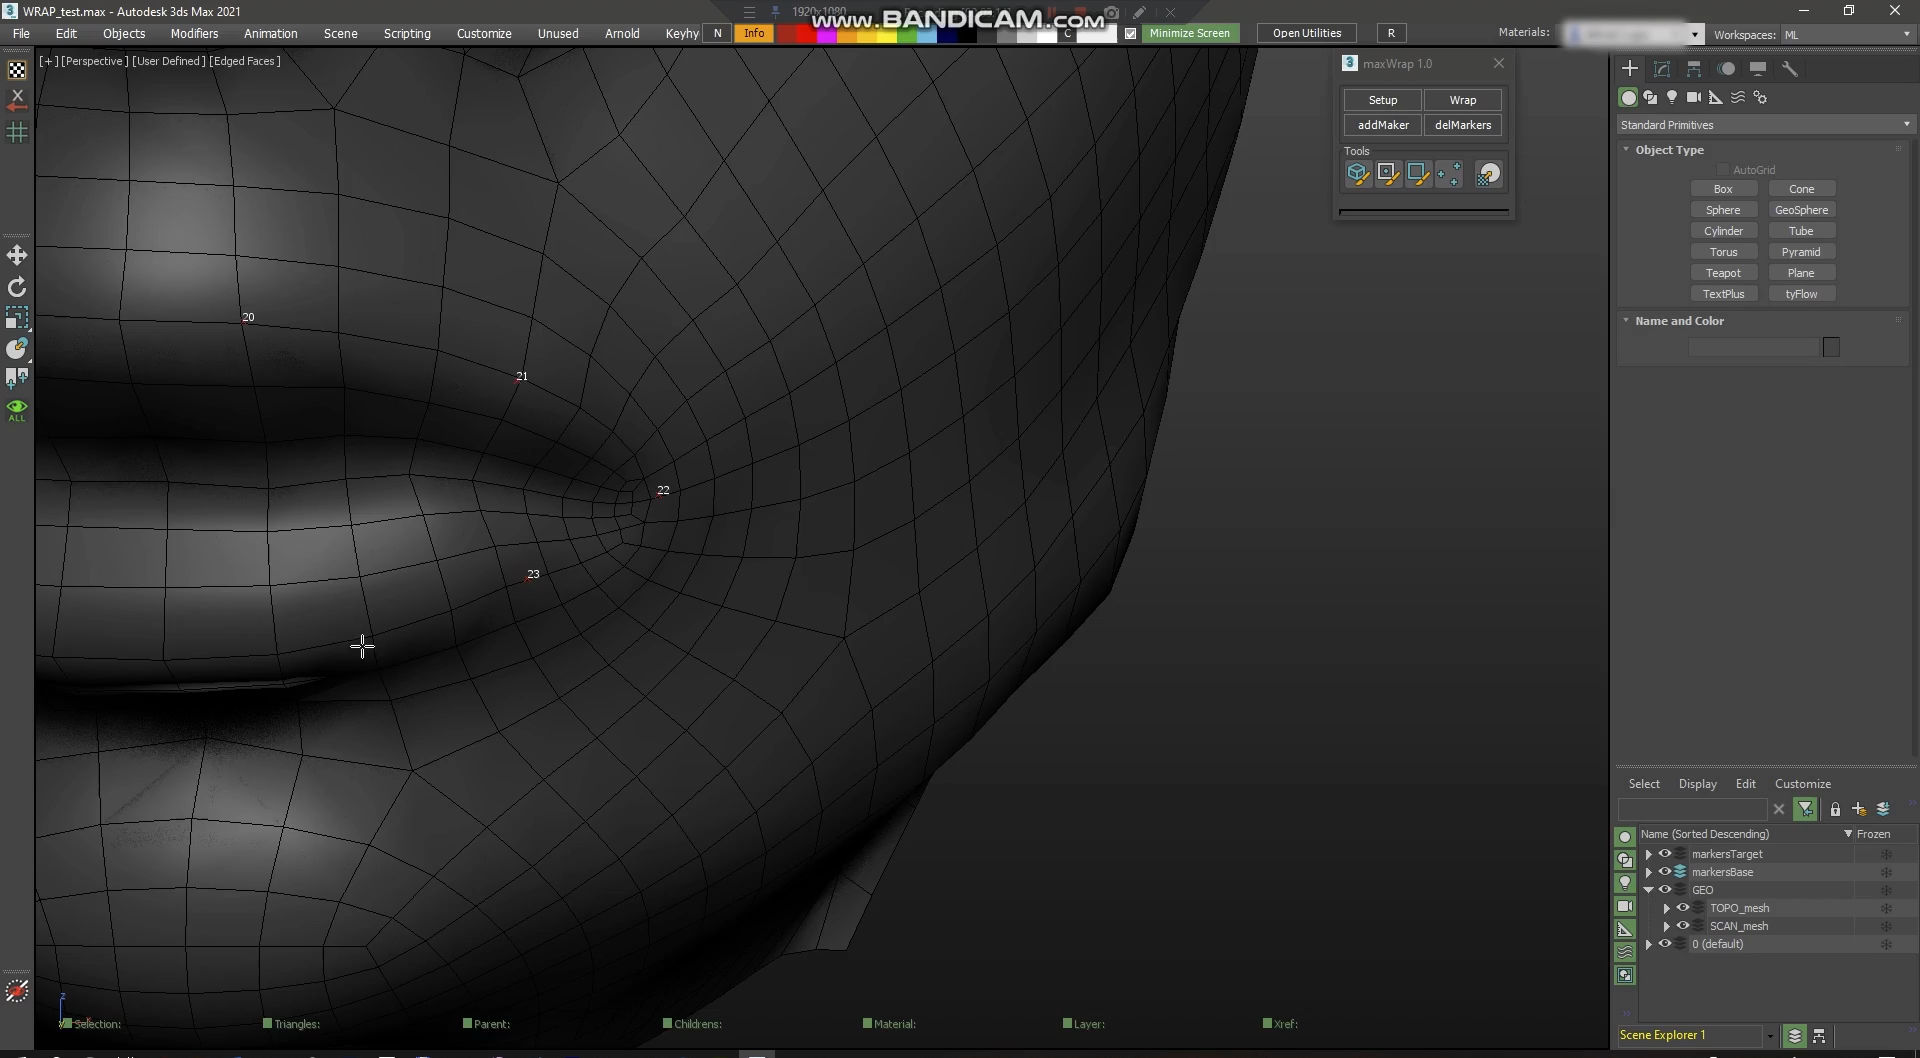 WRAP_test.max - Autodesk 3ds Max 2021
1920x1080
www.BANDICAM.com
File Edit Objects Modifiers Animation Scene Scripting Customize Unused Arnold Keyhy N Info C Minimize Screen Open Utilities R Materials: Workspaces: ML
[+] [Perspective ] [User Defined ] [Edged Faces ]
X
ALL
20
21
22
23
3 maxWrap 1.0
Setup Wrap
addMaker delMarkers
Tools
Standard Primitives
Object Type
AutoGrid
Box Cone
Sphere GeoSphere
Cylinder Tube
Torus Pyramid
Teapot Plane
TextPlus tyFlow
Name and Color
Select Display Edit Customize
Name (Sorted Descending) Frozen
markersTarget
markersBase
GEO
TOPO_mesh
SCAN_mesh
0 (default)
Scene Explorer 1
z
Selection: Triangles: Parent: Childrens: Material: Layer: Xref: